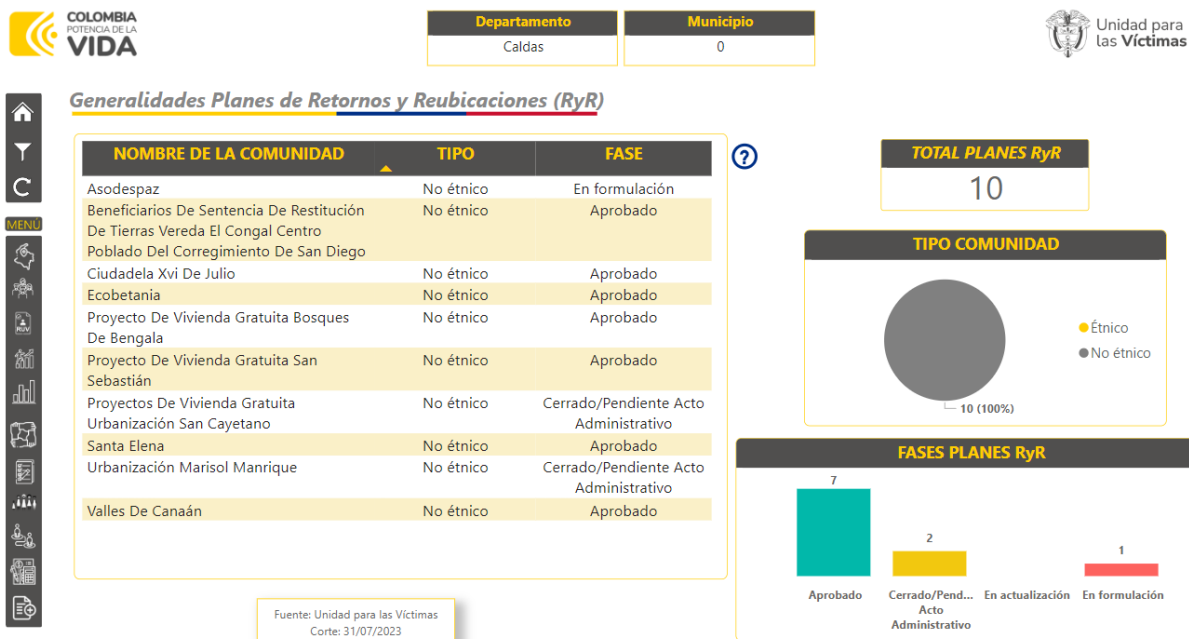 COLOMBIA
POTENCIA DE LA
VIDA
Departamento
Caldas
Municipio
0
Unidad para
las Víctimas
Generalidades Planes de Retornos y Reubicaciones (RyR)
MENÚ
RUV
NOMBRE DE LA COMUNIDAD TIPO FASE
Asodespaz No étnico En formulación
Beneficiarios De Sentencia De Restitución No étnico Aprobado
De Tierras Vereda El Congal Centro
Poblado Del Corregimiento De San Diego
Ciudadela Xvi De Julio No étnico Aprobado
Ecobetania No étnico Aprobado
Proyecto De Vivienda Gratuita Bosques No étnico Aprobado
De Bengala
Proyecto De Vivienda Gratuita San No étnico Aprobado
Sebastián
Proyectos De Vivienda Gratuita No étnico Cerrado/Pendiente Acto
Urbanización San Cayetano Administrativo
Santa Elena No étnico Aprobado
Urbanización Marisol Manrique No étnico Cerrado/Pendiente Acto
Administrativo
Valles De Canaán No étnico Aprobado
?
TOTAL PLANES RyR
10
TIPO COMUNIDAD
Étnico
No étnico
10 (100%)
FASES PLANES RyR
7
2
1
Aprobado Cerrado/Pend... En actualización En formulación
Acto
Administrativo
Fuente: Unidad para las Víctimas
Corte: 31/07/2023